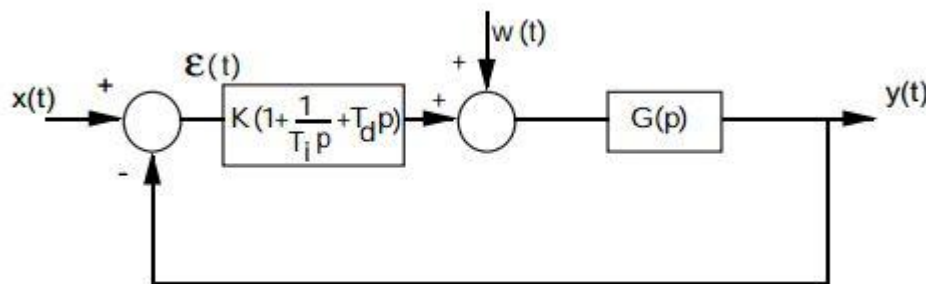 w(t)
ε(t)
+
+
x(t)
K(1+1/T_i p+T_d p)
+
G(p)
y(t)
-